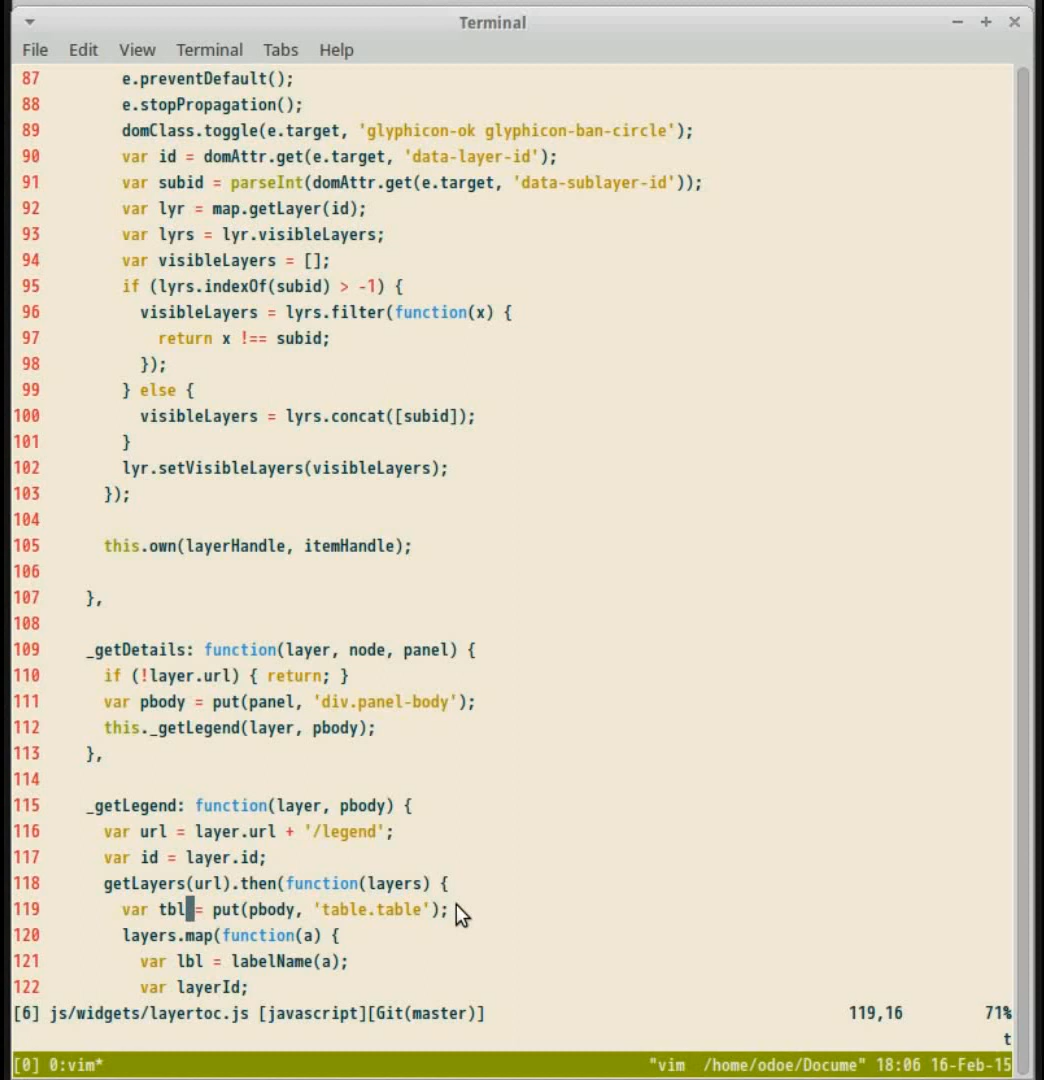 Terminal
File Edit View Terminal Tabs Help
87 e.preventDefault();
88 e.stopPropagation();
89 domClass.toggle(e.target, 'glyphicon-ok glyphicon-ban-circle');
90 var id = domAttr.get(e.target, 'data-layer-id');
91 var subid = parseInt(domAttr.get(e.target, 'data-sublayer-id'));
92 var lyr = map.getLayer(id);
93 var lyrs = lyr.visibleLayers;
94 var visibleLayers = [];
95 if (lyrs.indexOf(subid) > -1) {
96 visibleLayers = lyrs.filter(function(x) {
97 return x !== subid;
98 });
99 } else {
100 visibleLayers = lyrs.concat([subid]);
101 }
102 lyr.setVisibleLayers(visibleLayers);
103 });
104
105 this.own(layerHandle, itemHandle);
106
107 },
108
109 _getDetails: function(layer, node, panel) {
110 if (!layer.url) { return; }
111 var pbody = put(panel, 'div.panel-body');
112 this._getLegend(layer, pbody);
113 },
114
115 _getLegend: function(layer, pbody) {
116 var url = layer.url + '/legend';
117 var id = layer.id;
118 getLayers(url).then(function(layers) {
119 var tbl = put(pbody, 'table.table');
120 layers.map(function(a) {
121 var lbl = labelName(a);
122 var layerId;
[6] js/widgets/layertoc.js [javascript][Git(master)] 119,16 71%
t
[0] 0:vim* "vim /home/odoe/Docume" 18:06 16-Feb-15